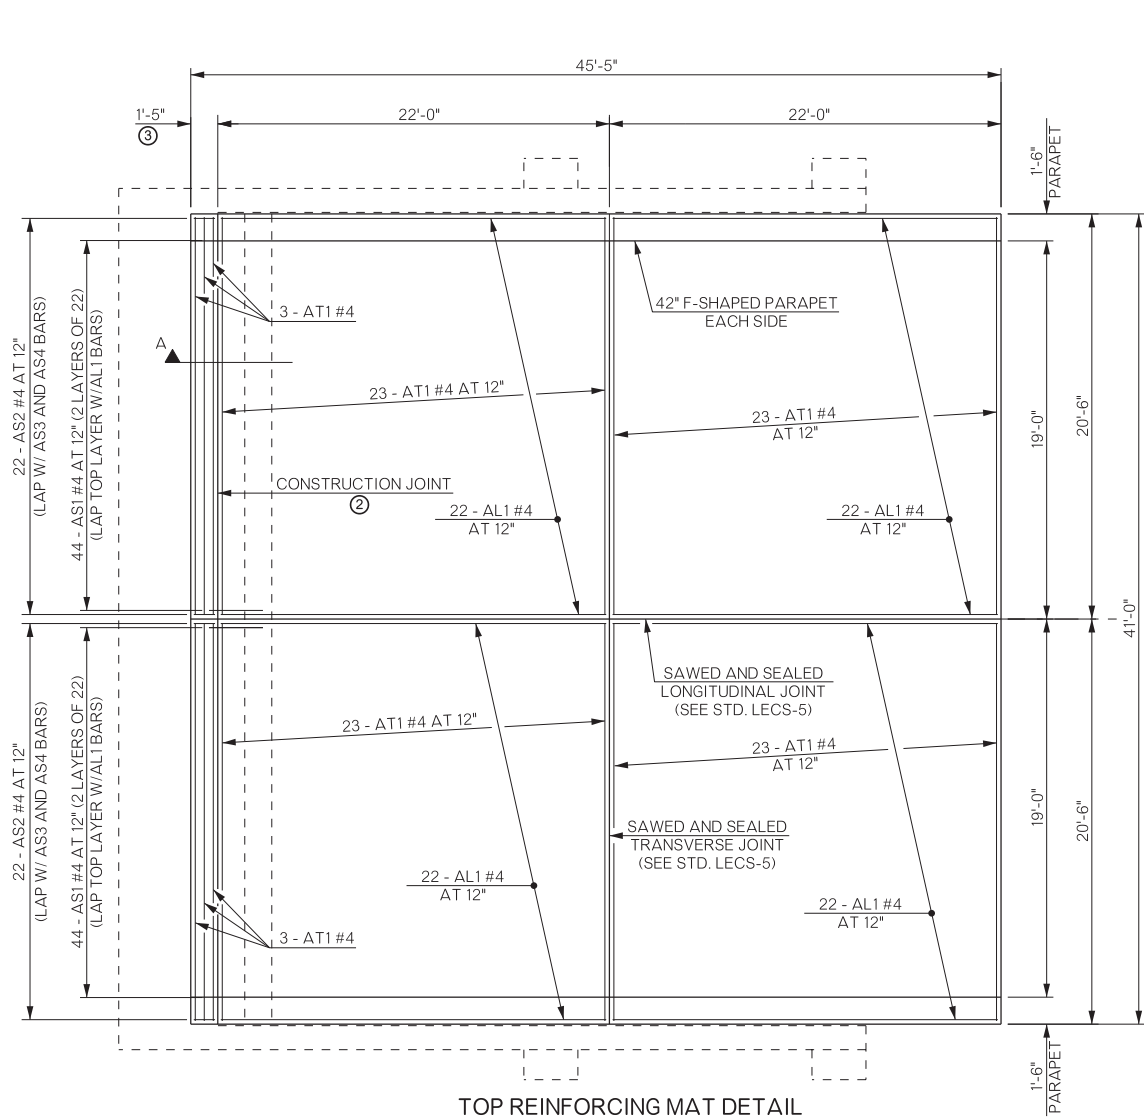 45'-5"
1'-5"
3
22'-0"
22'-0"
1'-6"
PARAPET
22 - AS2 #4 AT 12"
(LAP W/ AS3 AND AS4 BARS)
44 - AS1 #4 AT 12" (2 LAYERS OF 22)
(LAP TOP LAYER W/AL1 BARS)
3 - AT1 #4
A
42" F-SHAPED PARAPET
EACH SIDE
23 - AT1 #4 AT 12"
23 - AT1 #4
AT 12"
CONSTRUCTION JOINT
2
22 - AL1 #4
AT 12"
22 - AL1 #4
AT 12"
19'-0"
20'-6"
41'-0"
22 - AS2 #4 AT 12"
(LAP W/ AS3 AND AS4 BARS)
44 - AS1 #4 AT 12" (2 LAYERS OF 22)
(LAP TOP LAYER W/AL1 BARS)
SAWED AND SEALED
LONGITUDINAL JOINT
(SEE STD. LECS-5)
23 - AT1 #4 AT 12"
23 - AT1 #4
AT 12"
SAWED AND SEALED
TRANSVERSE JOINT
(SEE STD. LECS-5)
22 - AL1 #4
AT 12"
22 - AL1 #4
AT 12"
3 - AT1 #4
19'-0"
20'-6"
1'-6"
PARAPET
TOP REINFORCING MAT DETAIL